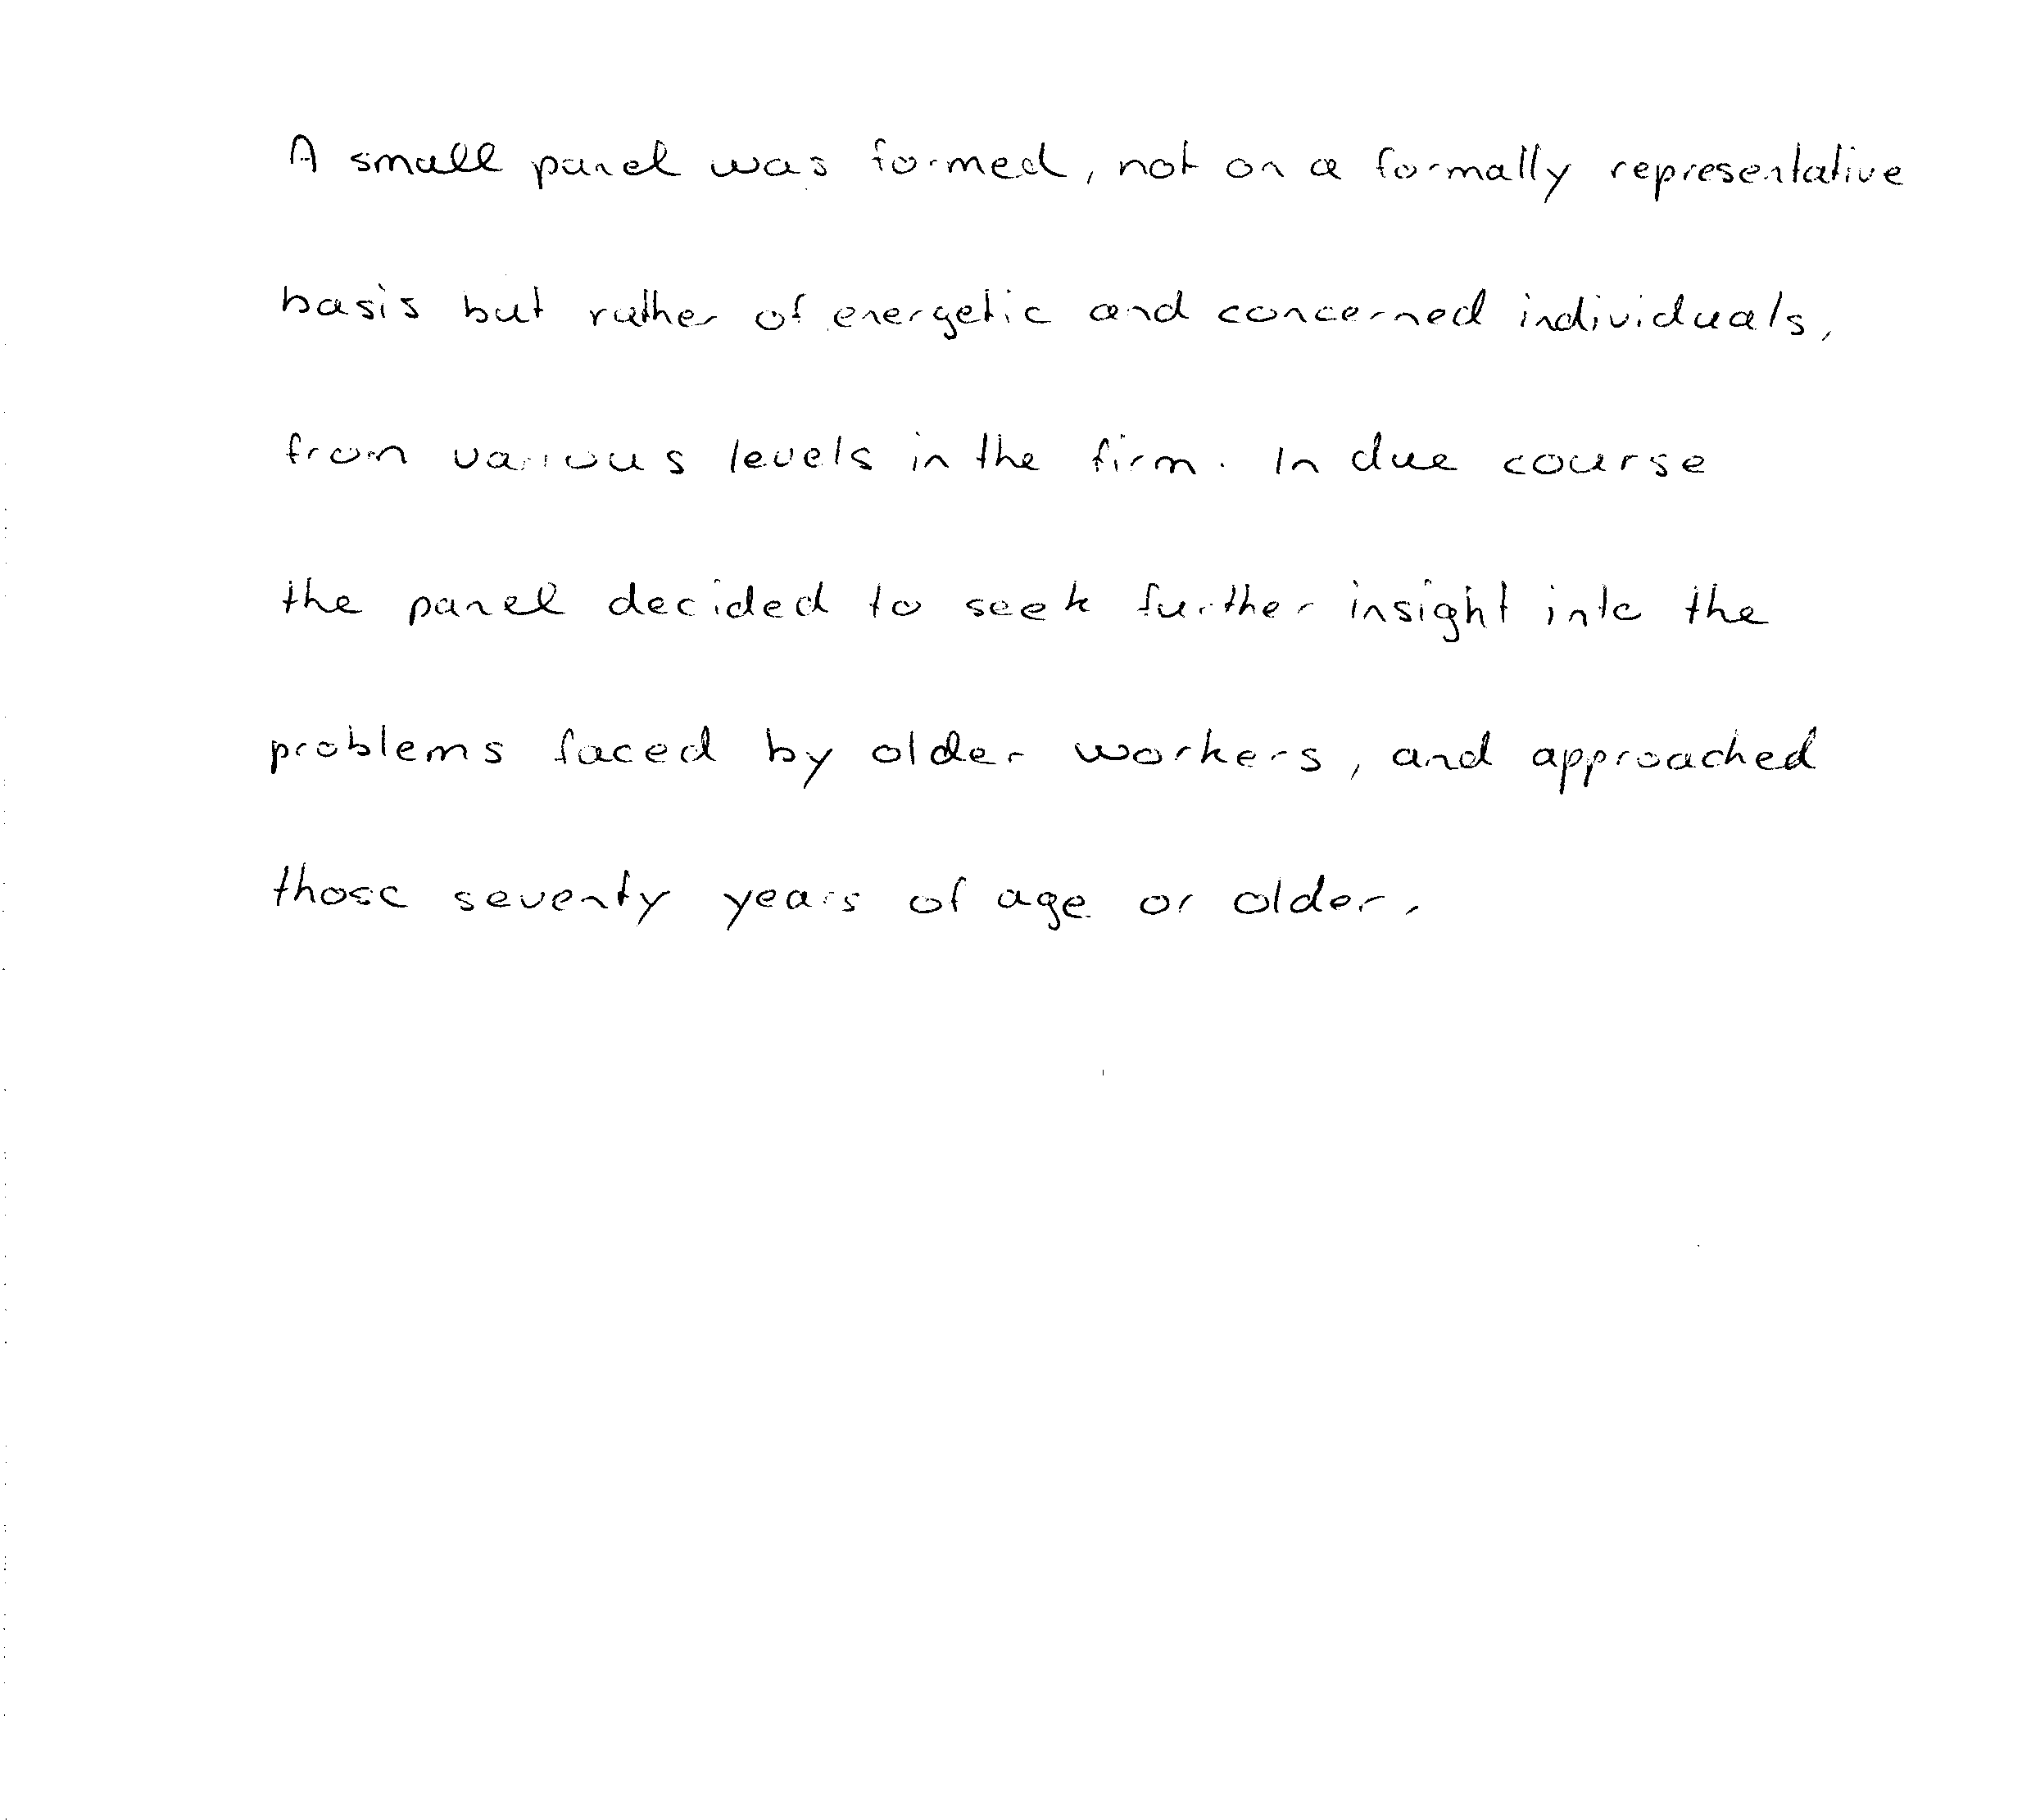 A small panel was formed, not on a formally representative
basis but rather of energetic and concerned individuals,
from various levels in the firm. In due course
the panel decided to seek further insight into the
problems faced by older workers, and approached
those seventy years of age or older.